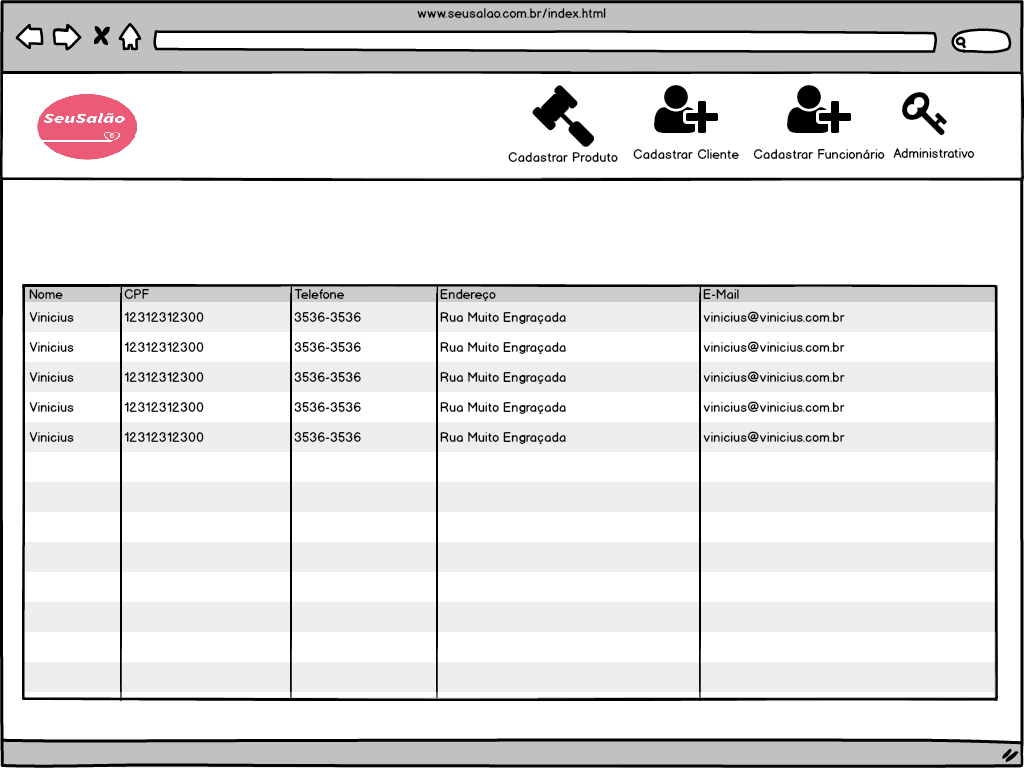 www.seusalao.com.br/index.html
SeuSalão
Cadastrar Produto
Cadastrar Cliente
Cadastrar Funcionário
Administrativo
Nome CPF Telefone Endereço E-Mail
Vinicius 12312312300 3536-3536 Rua Muito Engraçada vinicius@vinicius.com.br
Vinicius 12312312300 3536-3536 Rua Muito Engraçada vinicius@vinicius.com.br
Vinicius 12312312300 3536-3536 Rua Muito Engraçada vinicius@vinicius.com.br
Vinicius 12312312300 3536-3536 Rua Muito Engraçada vinicius@vinicius.com.br
Vinicius 12312312300 3536-3536 Rua Muito Engraçada vinicius@vinicius.com.br